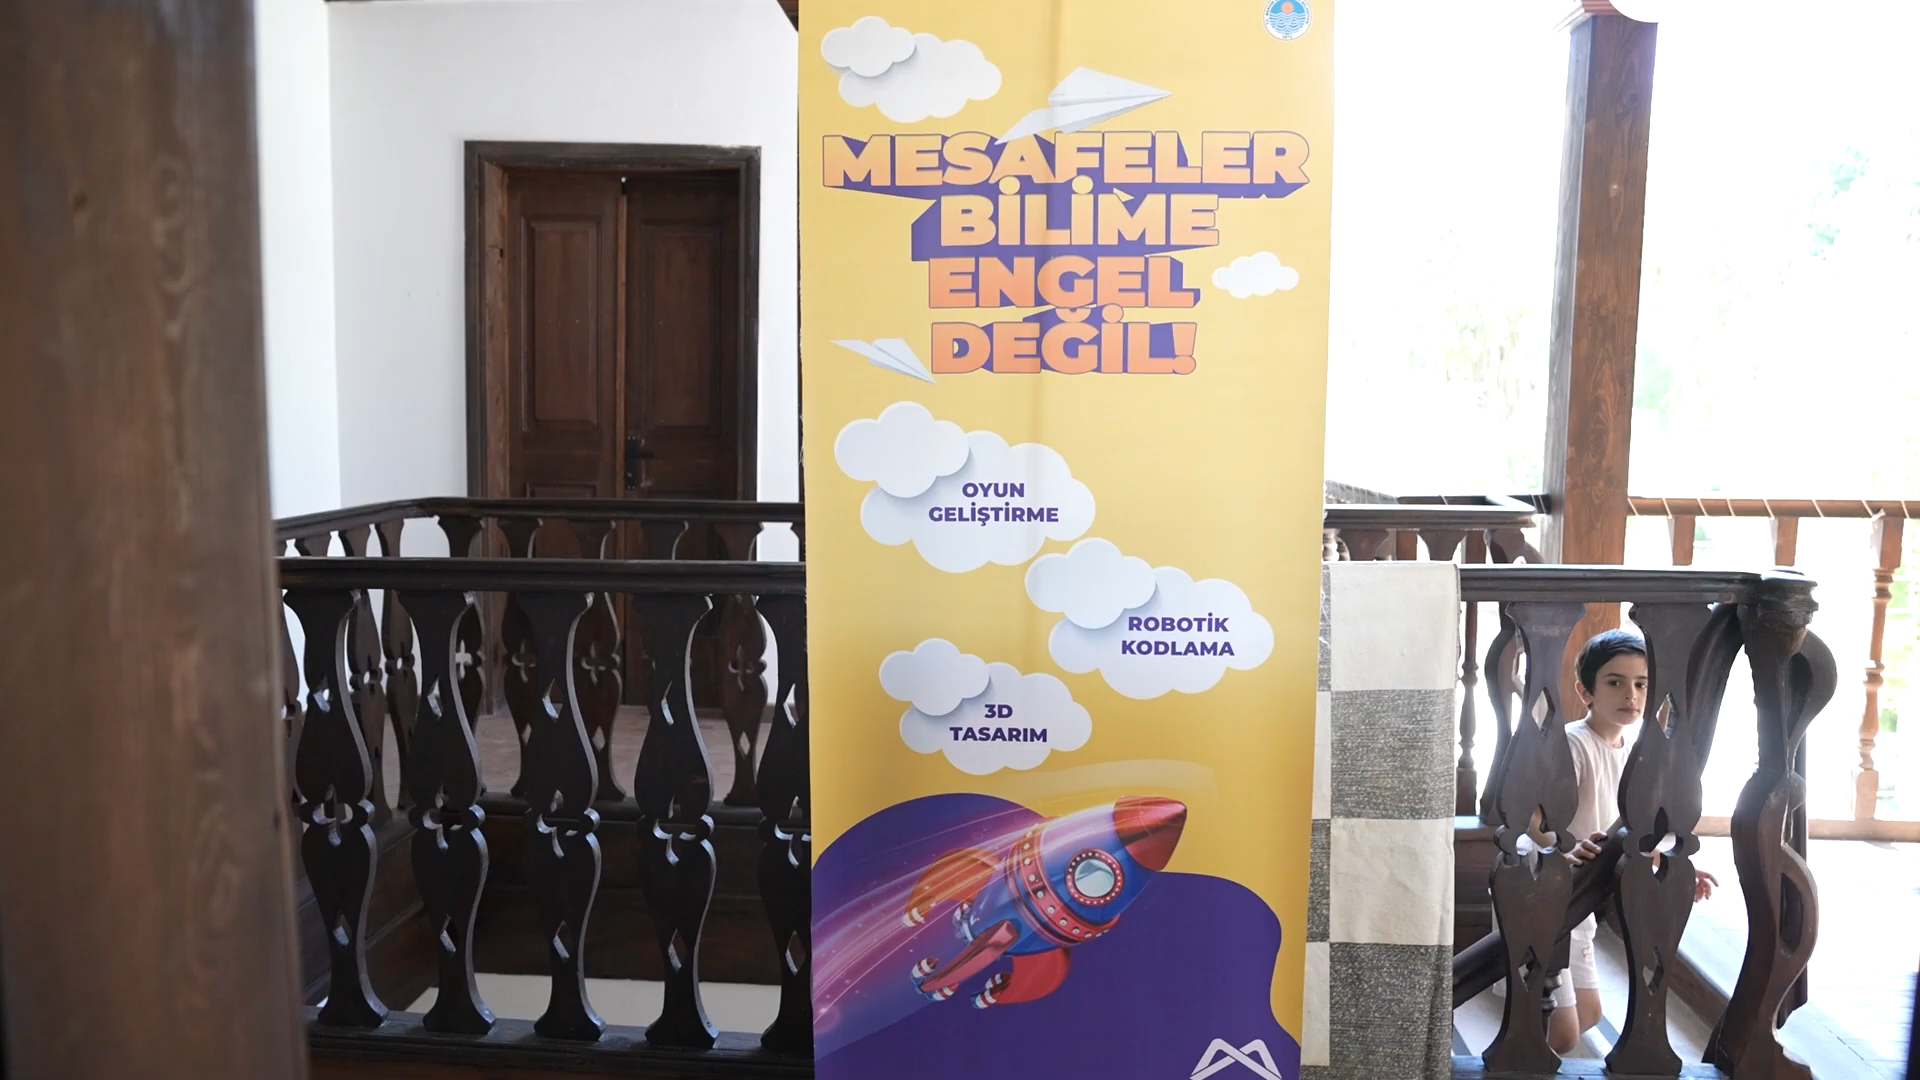 MESAFELER
BİLİME
ENGEL
DEĞİL!
OYUN
GELİŞTİRME
ROBOTİK
KODLAMA
3D
TASARIM